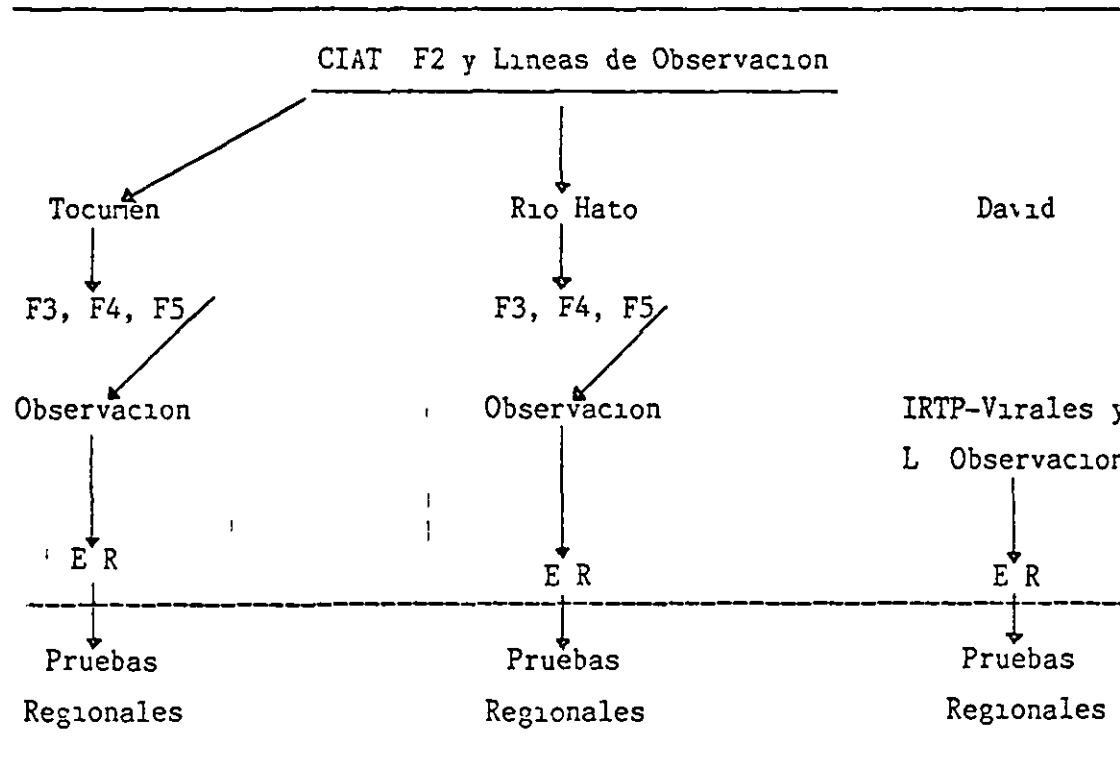 CIAT F2 y Lineas de Observacion
Tocumen Rio Hato David
F3, F4, F5 F3, F4, F5
Observacion Observacion IRTP-Virales y
L Observacion
E R
E R E R
Pruebas Pruebas Pruebas
Regionales Regionales Regionales